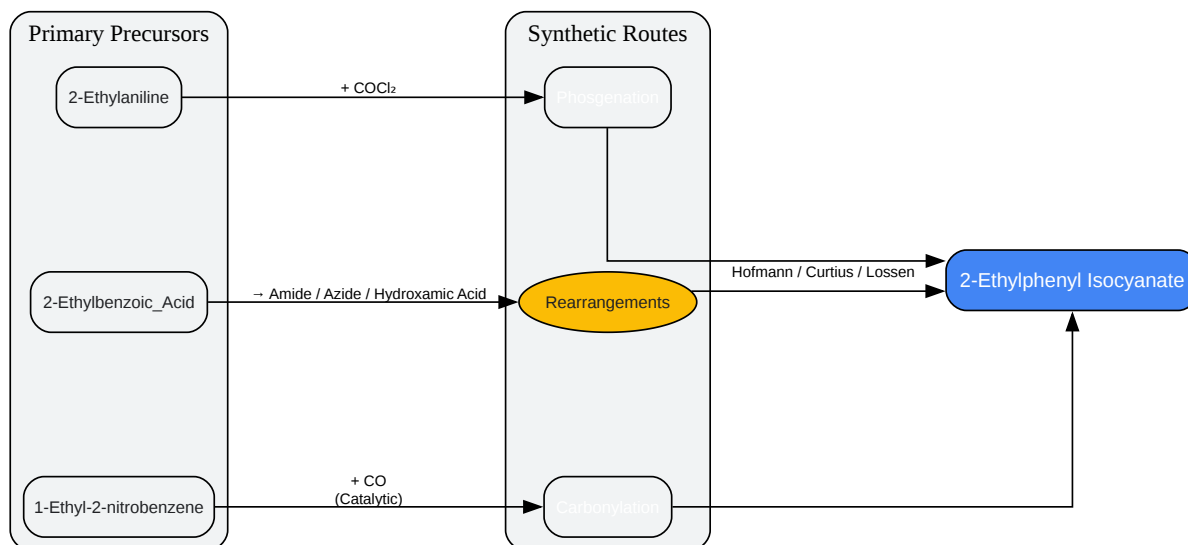 Primary Precursors
Synthetic Routes
2-Ethylaniline
+ COCl₂
Phosgenation
2-Ethylbenzoic_Acid
→ Amide / Azide / Hydroxamic Acid
Rearrangements
Hofmann / Curtius / Lossen
2-Ethylphenyl Isocyanate
1-Ethyl-2-nitrobenzene
+ CO
(Catalytic)
Carbonylation